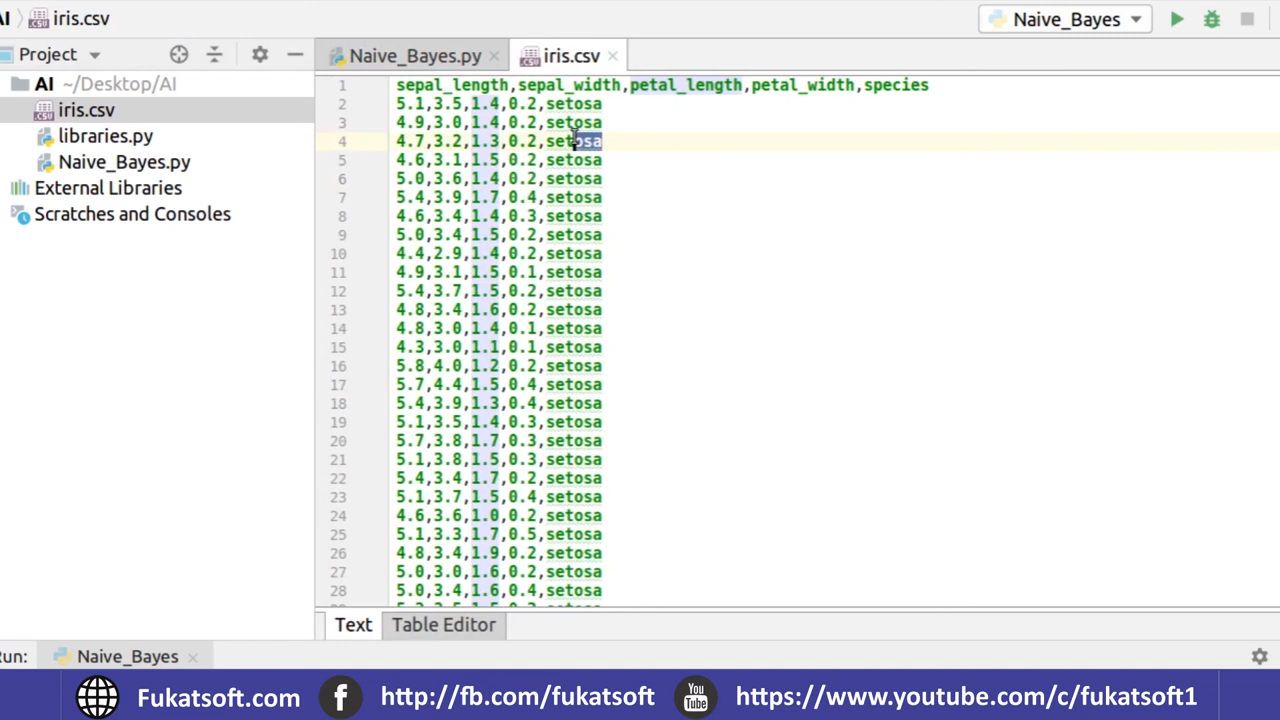 AI iris.csv Naive_Bayes
Project Naive_Bayes.py iris.csv
AI ~/Desktop/AI
iris.csv
libraries.py
Naive_Bayes.py
External Libraries
Scratches and Consoles
1 sepal_length,sepal_width,petal_length,petal_width,species
2 5.1,3.5,1.4,0.2,setosa
3 4.9,3.0,1.4,0.2,setosa
4 4.7,3.2,1.3,0.2,setosa
5 4.6,3.1,1.5,0.2,setosa
6 5.0,3.6,1.4,0.2,setosa
7 5.4,3.9,1.7,0.4,setosa
8 4.6,3.4,1.4,0.3,setosa
9 5.0,3.4,1.5,0.2,setosa
10 4.4,2.9,1.4,0.2,setosa
11 4.9,3.1,1.5,0.1,setosa
12 5.4,3.7,1.5,0.2,setosa
13 4.8,3.4,1.6,0.2,setosa
14 4.8,3.0,1.4,0.1,setosa
15 4.3,3.0,1.1,0.1,setosa
16 5.8,4.0,1.2,0.2,setosa
17 5.7,4.4,1.5,0.4,setosa
18 5.4,3.9,1.3,0.4,setosa
19 5.1,3.5,1.4,0.3,setosa
20 5.7,3.8,1.7,0.3,setosa
21 5.1,3.8,1.5,0.3,setosa
22 5.4,3.4,1.7,0.2,setosa
23 5.1,3.7,1.5,0.4,setosa
24 4.6,3.6,1.0,0.2,setosa
25 5.1,3.3,1.7,0.5,setosa
26 4.8,3.4,1.9,0.2,setosa
27 5.0,3.0,1.6,0.2,setosa
28 5.0,3.4,1.6,0.4,setosa
Text Table Editor
Run: Naive_Bayes
Fukatsoft.com http://fb.com/fukatsoft You Tube https://www.youtube.com/c/fukatsoft1